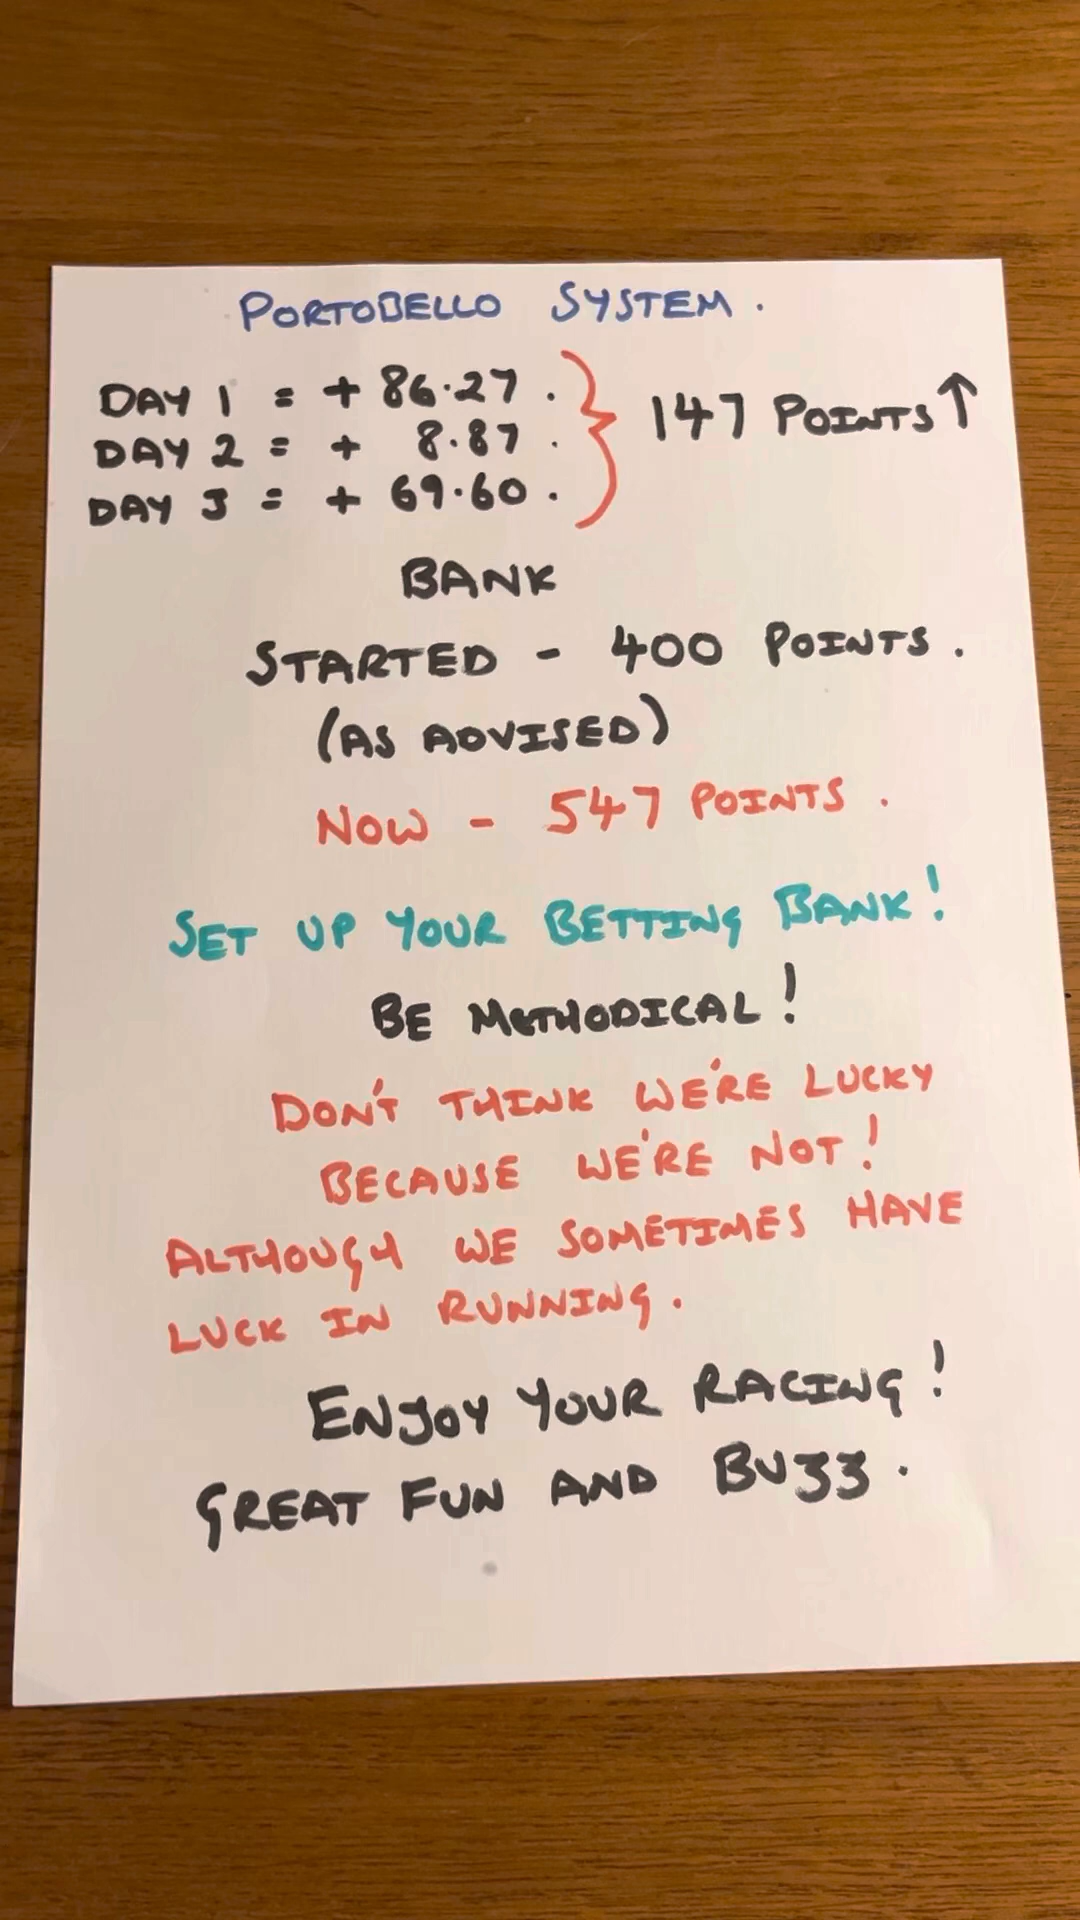 PORTOBELLO SYSTEM.
DAY 1 = + 86.27.
DAY 2 = + 8.87.
DAY 3 = + 69.60.
147 POINTS ↑
BANK
STARTED - 400 POINTS.
(AS ADVISED)
NOW - 547 POINTS.
SET UP YOUR BETTING BANK!
BE METHODICAL!
DON'T THINK WE'RE LUCKY
BECAUSE WE'RE NOT!
ALTHOUGH WE SOMETIMES HAVE
LUCK IN RUNNING.
ENJOY YOUR RACING!
GREAT FUN AND BUZZ.